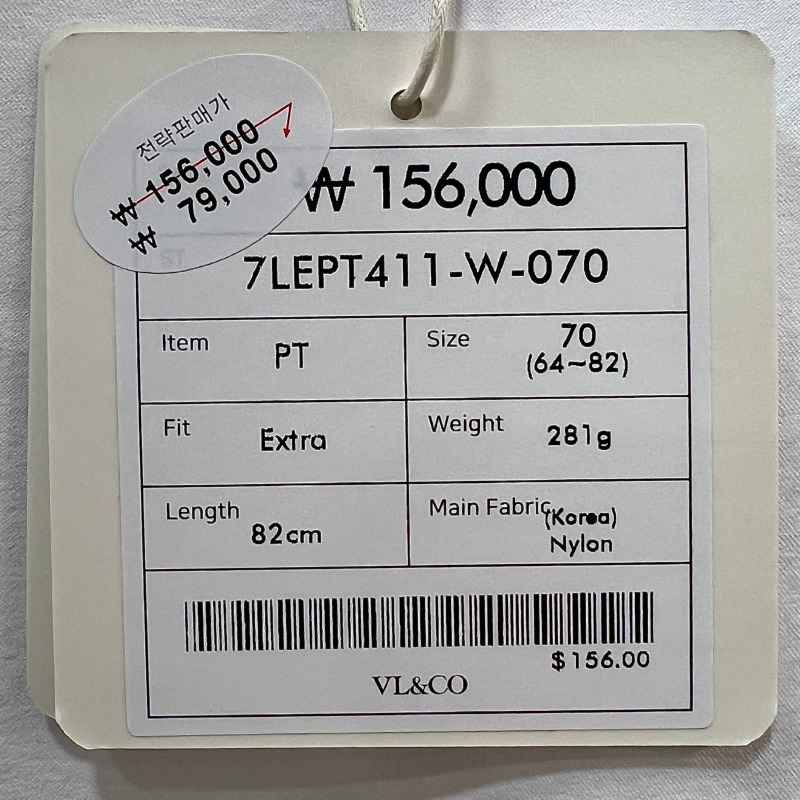 전략판매가
₩ 156,000
₩ 79,000
₩ 156,000
ST
7LEPT411-W-070
Item PT
Size 70
(64~82)
Fit Extra
Weight 281g
Length 82cm
Main Fabric (Korea)
Nylon
$156.00
VL&CO